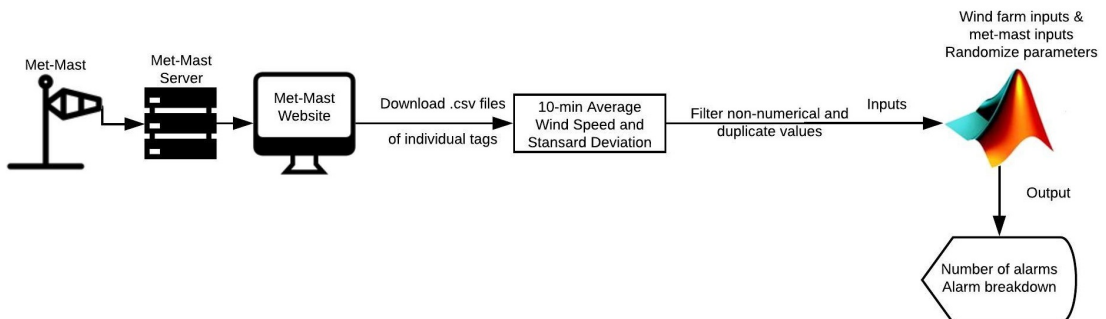 Met-Mast
Met-Mast
Server
Met-Mast
Website
Download .csv files
of individual tags
10-min Average
Wind Speed and
Stansard Deviation
Filter non-numerical and
duplicate values
Inputs
Wind farm inputs &
met-mast inputs
Randomize parameters
Output
Number of alarms
Alarm breakdown